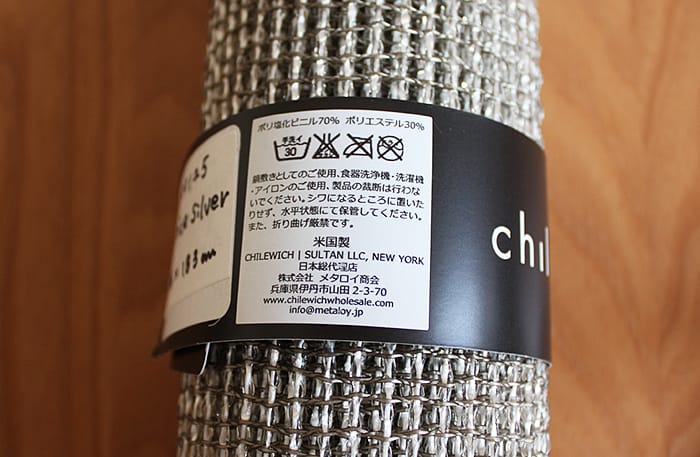 ポリ塩化ビニル70% ポリエステル30%
手洗イ
30
鍋敷きとしてのご使用、食器洗浄機・洗濯機
・アイロンのご使用、製品の裁断は行わな
いでください。シワになるところに置いた
りせず、水平状態にて保管してください。
また、折り曲げ厳禁です。
米国製
CHILEWICH | SULTAN LLC, NEW YORK
日本総代理店
株式会社 メタロイ商会
兵庫県伊丹市山田2-3-70
www.chilewichwholesale.com
info@metaloy.jp
silver
183cm
chil